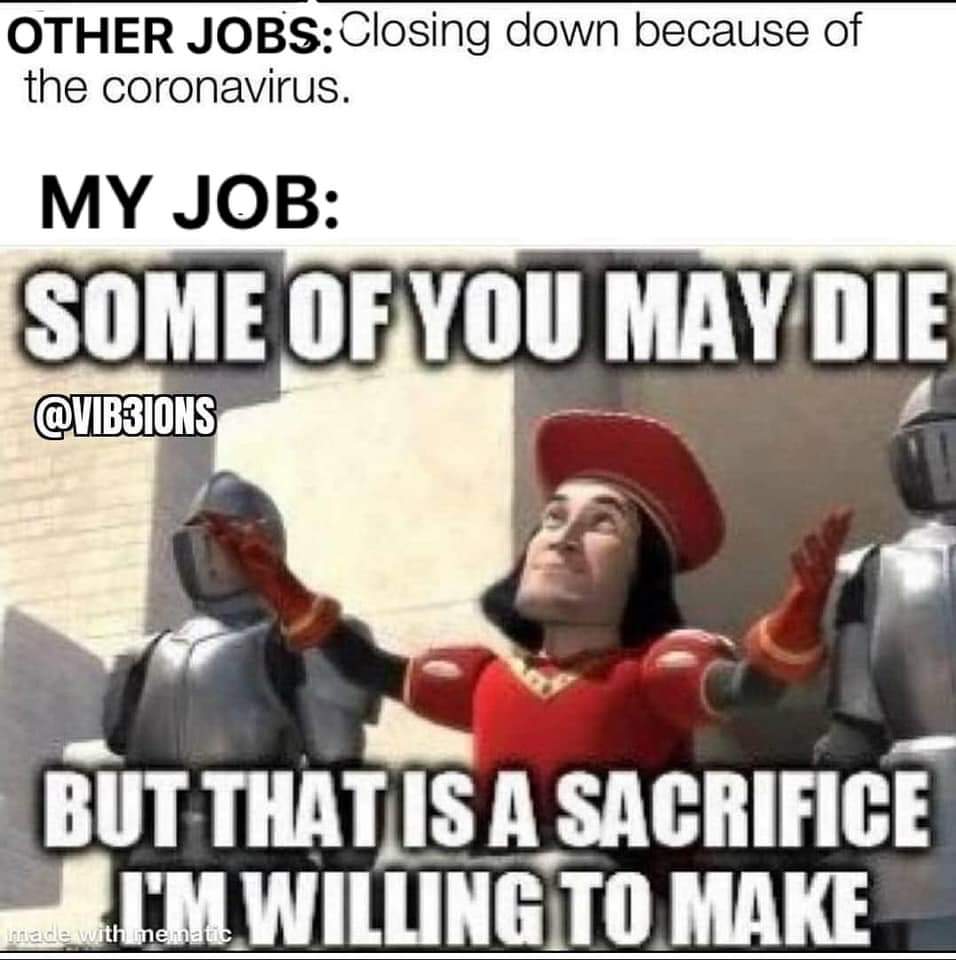 OTHER JOBS: Closing down because of
the coronavirus.
MY JOB:
SOME OF YOU MAY DIE
@VIB3IONS
BUT THAT IS A SACRIFICE
I'M WILLING TO MAKE
made with mematic